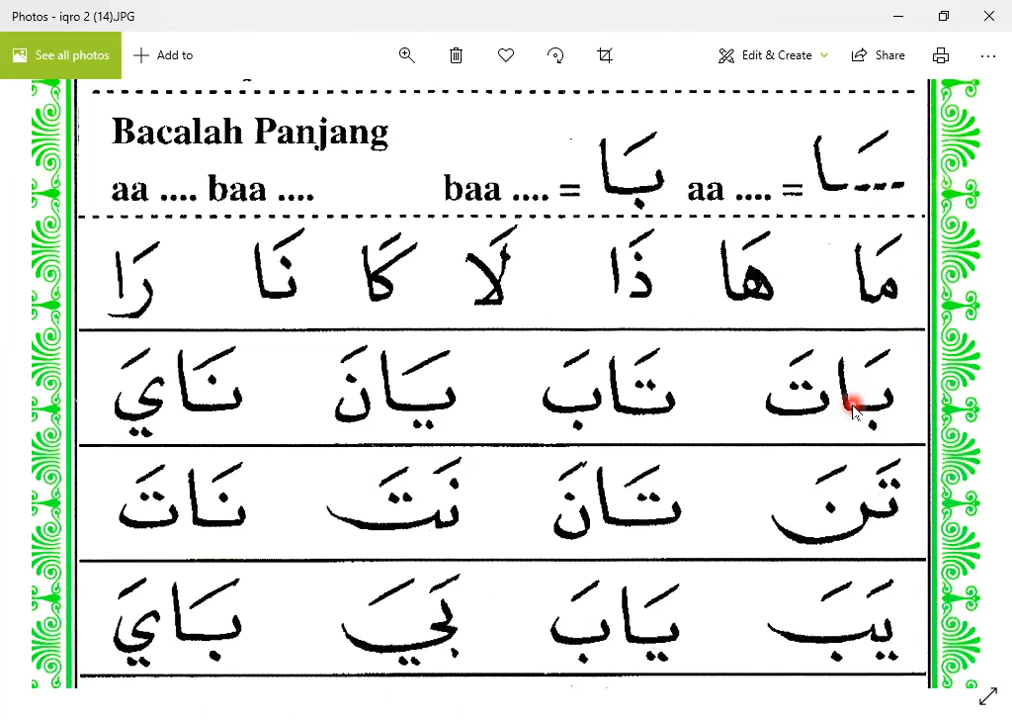 Photos - iqro 2 (14).JPG
See all photos
Add to
Edit & Create
Share
Bacalah Panjang
aa .... baa .... baa .... = بَا aa .... = ـَـا
مَا هَا ذَا لَا كَا نَا رَا
بَاتَ تَابَ يَانَ نَايَ
تَنَ تَانَ نَتَ نَاتَ
يَبَ يَابَ بَيَ بَايَ